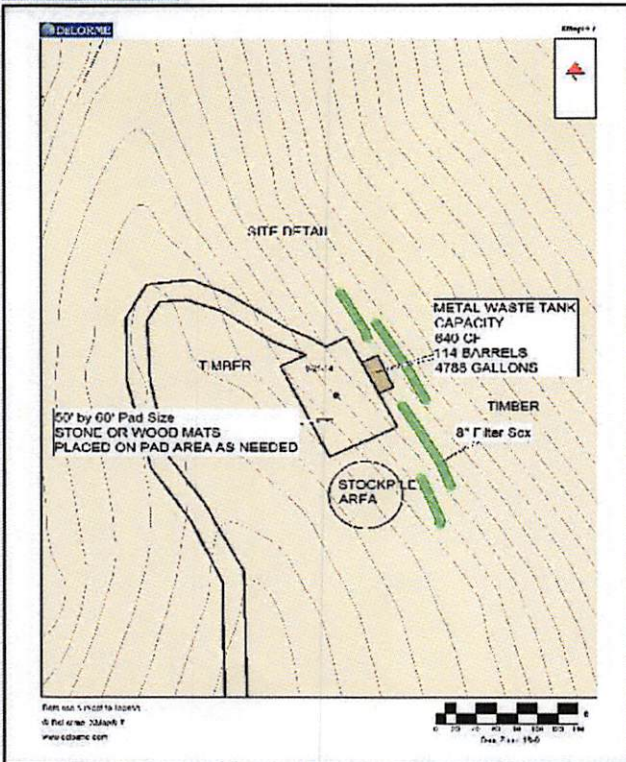 DELORME
SITE DETAIL
METAL WASTE TANK
CAPACITY
640 CF
114 BARRELS
4788 GALLONS
TIMBER
TIMBER
8" Filter Sox
50' by 60' Pad Size
STONE OR WOOD MATS
PLACED ON PAD AREA AS NEEDED
STOCKPILE
AREA
www.delorme.com